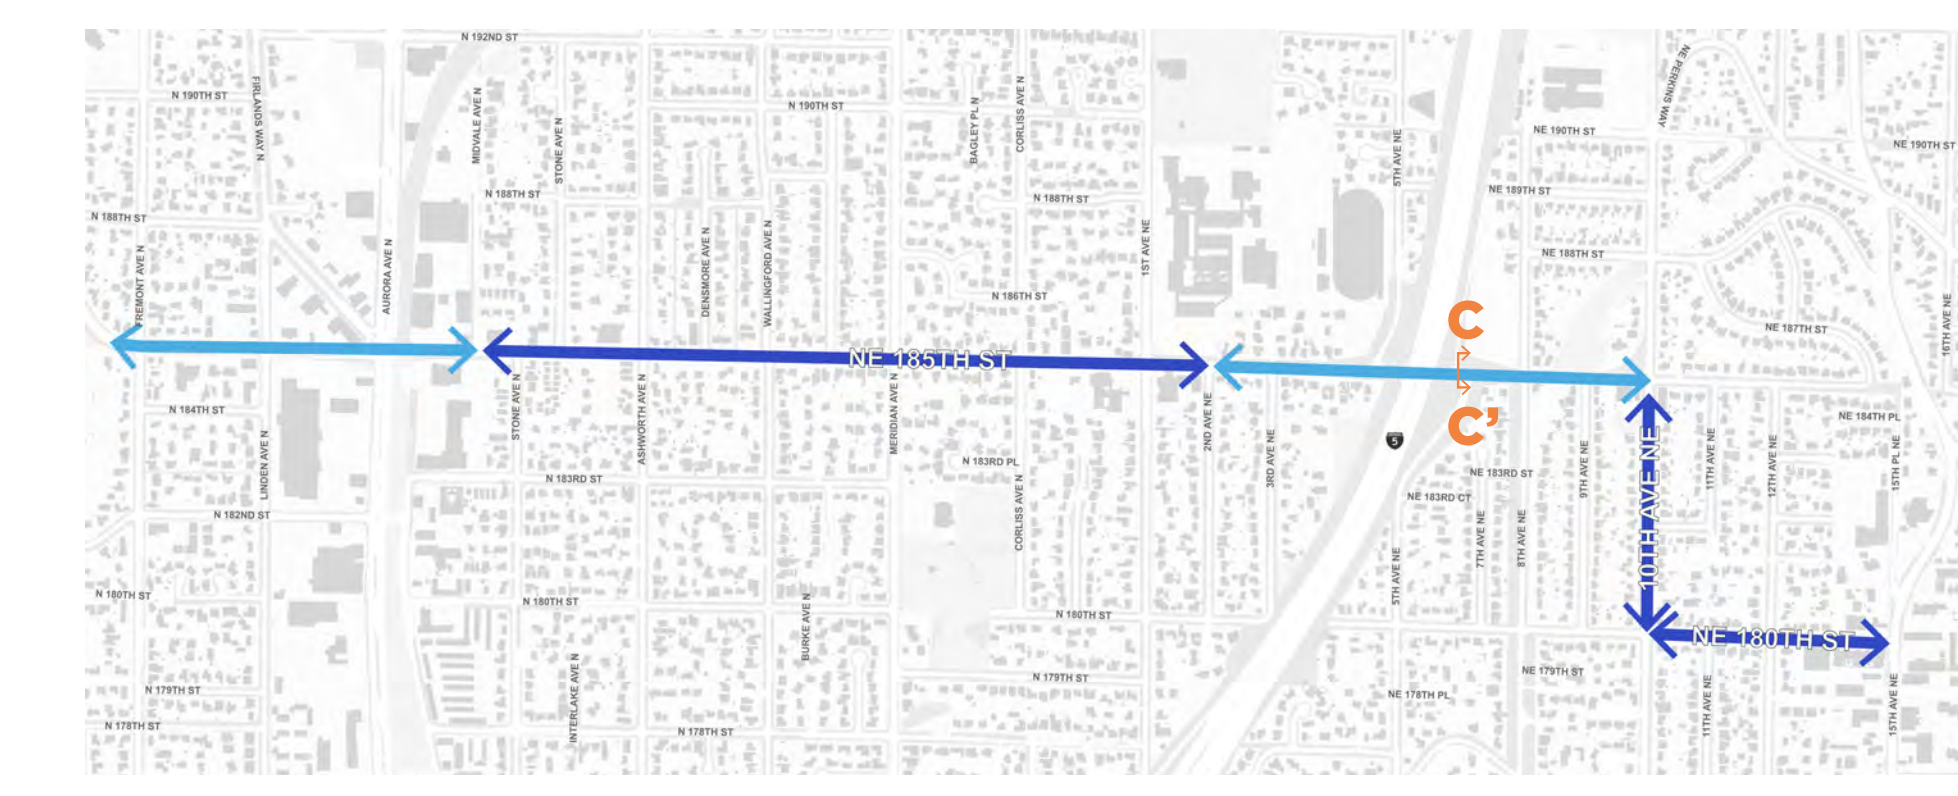 N 192ND ST
NE PERKINS WAY
N 190TH ST
FIRLANDS WAY N
MIDVALE AVE N
STONE AVE N
N 190TH ST
BAGLEY PL N
CORLISS AVE N
5TH AVE NE
NE 190TH ST
NE 190TH ST
N 188TH ST
N 188TH ST
N 188TH ST
NE 189TH ST
FREMONT AVE N
AURORA AVE N
DENSMORE AVE N
WALLINGFORD AVE N
1ST AVE NE
NE 188TH ST
N 186TH ST
C
NE 187TH ST
16TH AVE NE
NE 185TH ST
N 184TH ST
LINDEN AVE N
STONE AVE N
ASHWORTH AVE N
MERIDIAN AVE N
2ND AVE NE
3RD AVE NE
C’
5
NE 184TH PL
N 183RD ST
N 183RD PL
NE 183RD ST
NE 183RD CT
9TH AVE NE
10TH AVE NE
11TH AVE NE
12TH AVE NE
15TH PL NE
N 182ND ST
CORLISS AVE N
5TH AVE NE
7TH AVE NE
8TH AVE NE
N 180TH ST
N 180TH ST
BURKE AVE N
N 180TH ST
NE 180TH ST
INTERLAKE AVE N
N 179TH ST
N 179TH ST
NE 179TH ST
NE 178TH PL
11TH AVE NE
15TH AVE NE
N 178TH ST
N 178TH ST